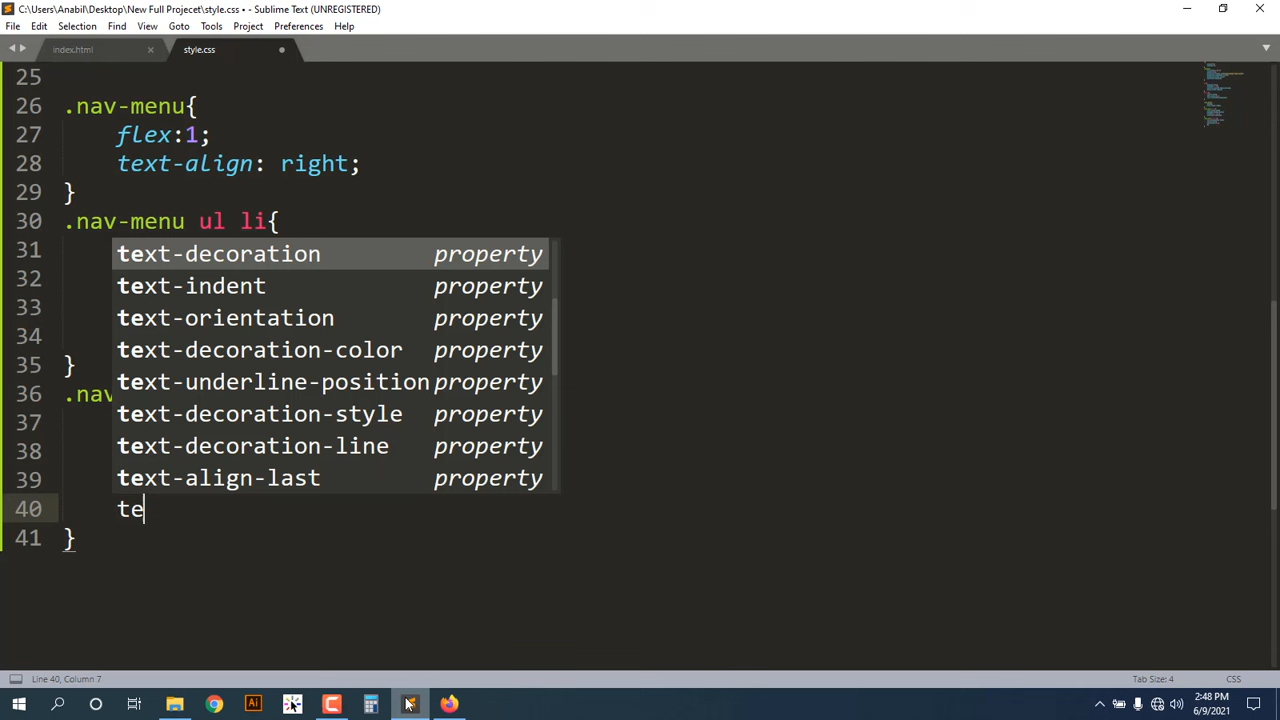 C:\Users\Anabil\Desktop\New Full Projecet\style.css • - Sublime Text (UNREGISTERED)
File Edit Selection Find View Goto Tools Project Preferences Help
index.html style.css
25
26 .nav-menu{
27 flex:1;
28 text-align: right;
29 }
30 .nav-menu ul li{
31 text-decoration property
32 text-indent property
33 text-orientation property
34 text-decoration-color property
35 } text-underline-position property
36 .nav text-decoration-style property
37
38 text-decoration-line property
39 text-align-last property
40 te
41 }
Line 40, Column 7 Tab Size: 4 CSS
Ai 2:48 PM
6/9/2021